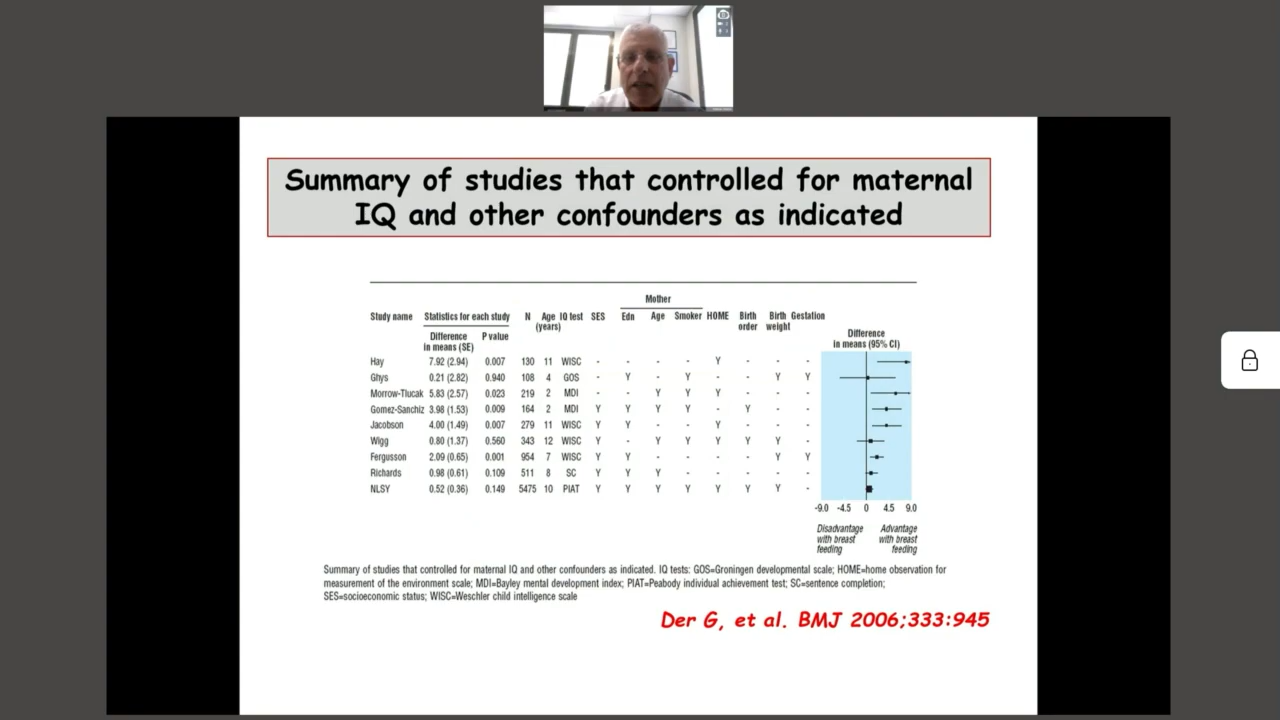 Summary of studies that controlled for maternal
IQ and other confounders as indicated
Mother
Study name Statistics for each study N Age IQ test SES Edn Age Smoker HOME Birth Birth Gestation
(years) order weight
Difference P value Difference
in means (SE) in means (95% CI)
Hay 7.92 (2.94) 0.007 130 11 WISC - - - - Y - - -
Ghys 0.21 (2.82) 0.940 108 4 GOS - Y - Y - - Y Y
Morrow-Tlucak 5.83 (2.57) 0.023 219 2 MDI - - Y Y Y - - -
Gomez-Sanchiz 3.98 (1.53) 0.009 164 2 MDI Y Y Y Y - Y - -
Jacobson 4.00 (1.49) 0.007 279 11 WISC Y Y - - Y - - -
Wigg 0.80 (1.37) 0.560 343 12 WISC Y - Y Y Y Y Y -
Fergusson 2.09 (0.65) 0.001 954 7 WISC Y Y - - - - Y Y
Richards 0.98 (0.61) 0.109 511 8 SC Y Y Y - - - - -
NLSY 0.52 (0.36) 0.149 5475 10 PIAT Y Y Y Y Y Y Y -
-9.0 -4.5 0 4.5 9.0
Disadvantage Advantage
with breast with breast
feeding feeding
Summary of studies that controlled for maternal IQ and other confounders as indicated. IQ tests: GOS=Groningen developmental scale; HOME=home observation for
measurement of the environment scale; MDI=Bayley mental development index; PIAT=Peabody individual achievement test; SC=sentence completion;
SES=socioeconomic status; WISC=Weschler child intelligence scale
Der G, et al. BMJ 2006;333:945